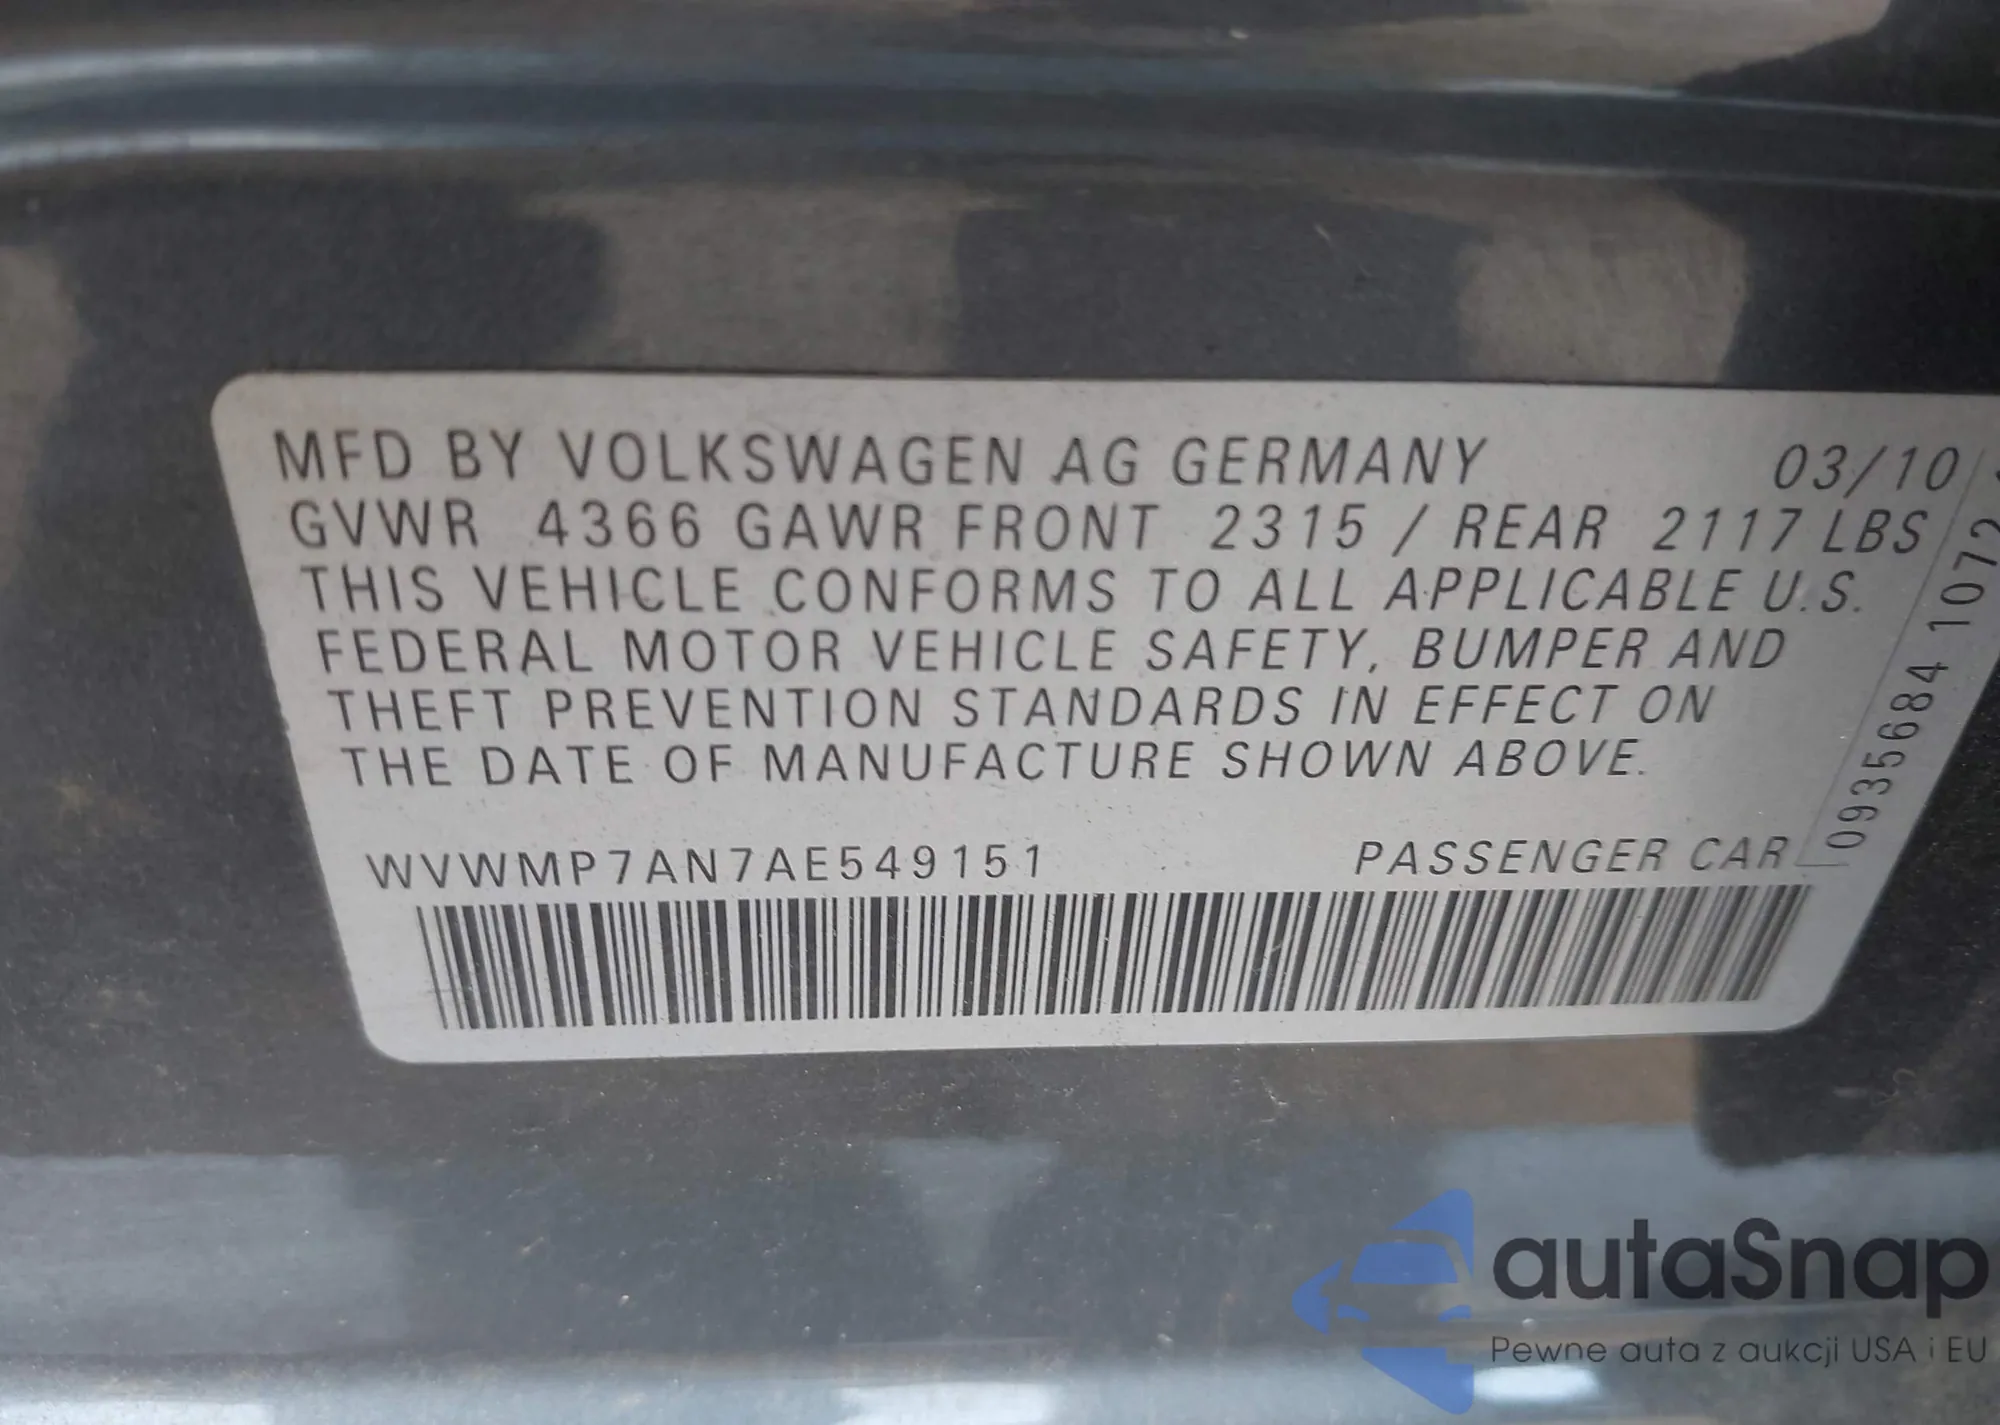 MFD BY VOLKSWAGEN AG GERMANY 03/10
GVWR 4366 GAWR FRONT 2315 / REAR 2117 LBS
THIS VEHICLE CONFORMS TO ALL APPLICABLE U.S.
FEDERAL MOTOR VEHICLE SAFETY, BUMPER AND
THEFT PREVENTION STANDARDS IN EFFECT ON
THE DATE OF MANUFACTURE SHOWN ABOVE.
WVWMP7AN7AE549151 PASSENGER CAR
0935684 1072
autaSnap
Pewne auta z aukcji USA i EU